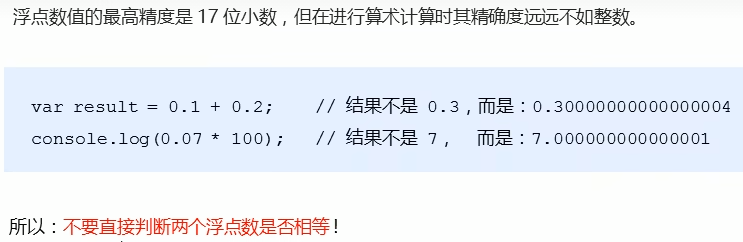 浮点数值的最高精度是 17 位小数，但在进行算术计算时其精确度远远不如整数。
var result = 0.1 + 0.2;    // 结果不是 0.3，而是：0.30000000000000004
console.log(0.07 * 100);   // 结果不是 7，  而是：7.000000000000001
所以：不要直接判断两个浮点数是否相等！